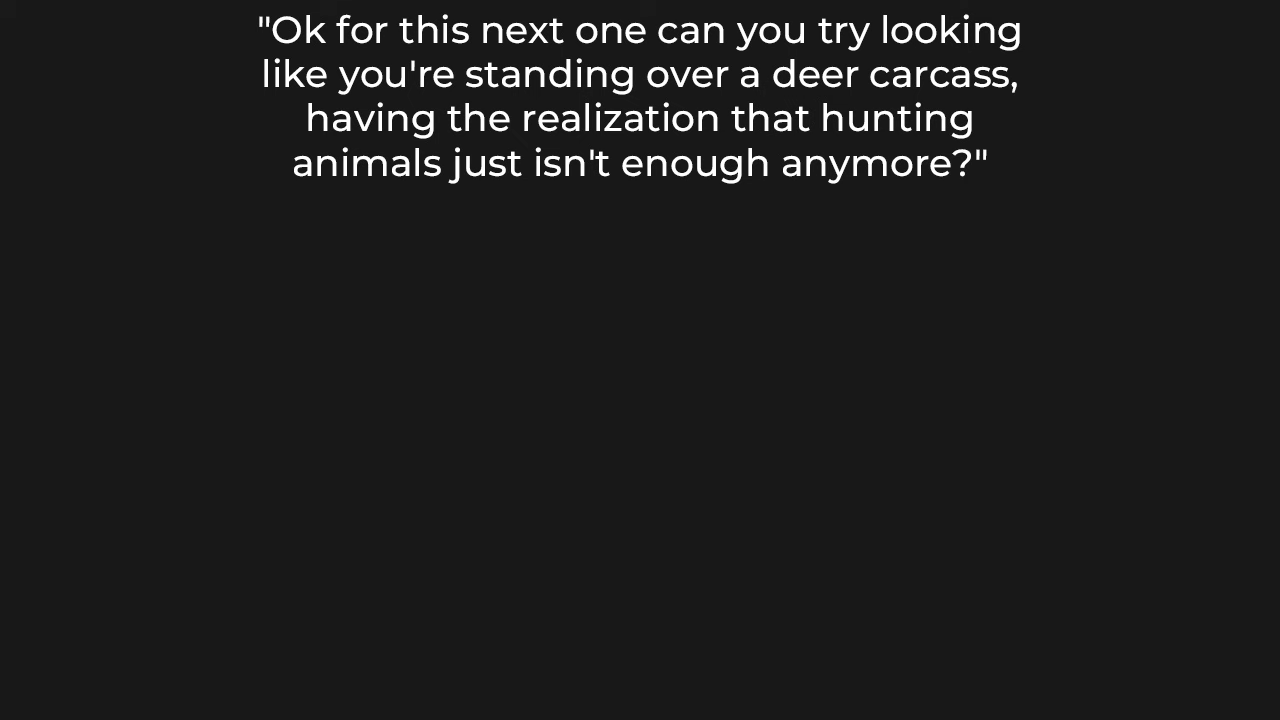 "Ok for this next one can you try looking
like you're standing over a deer carcass,
having the realization that hunting
animals just isn't enough anymore?"